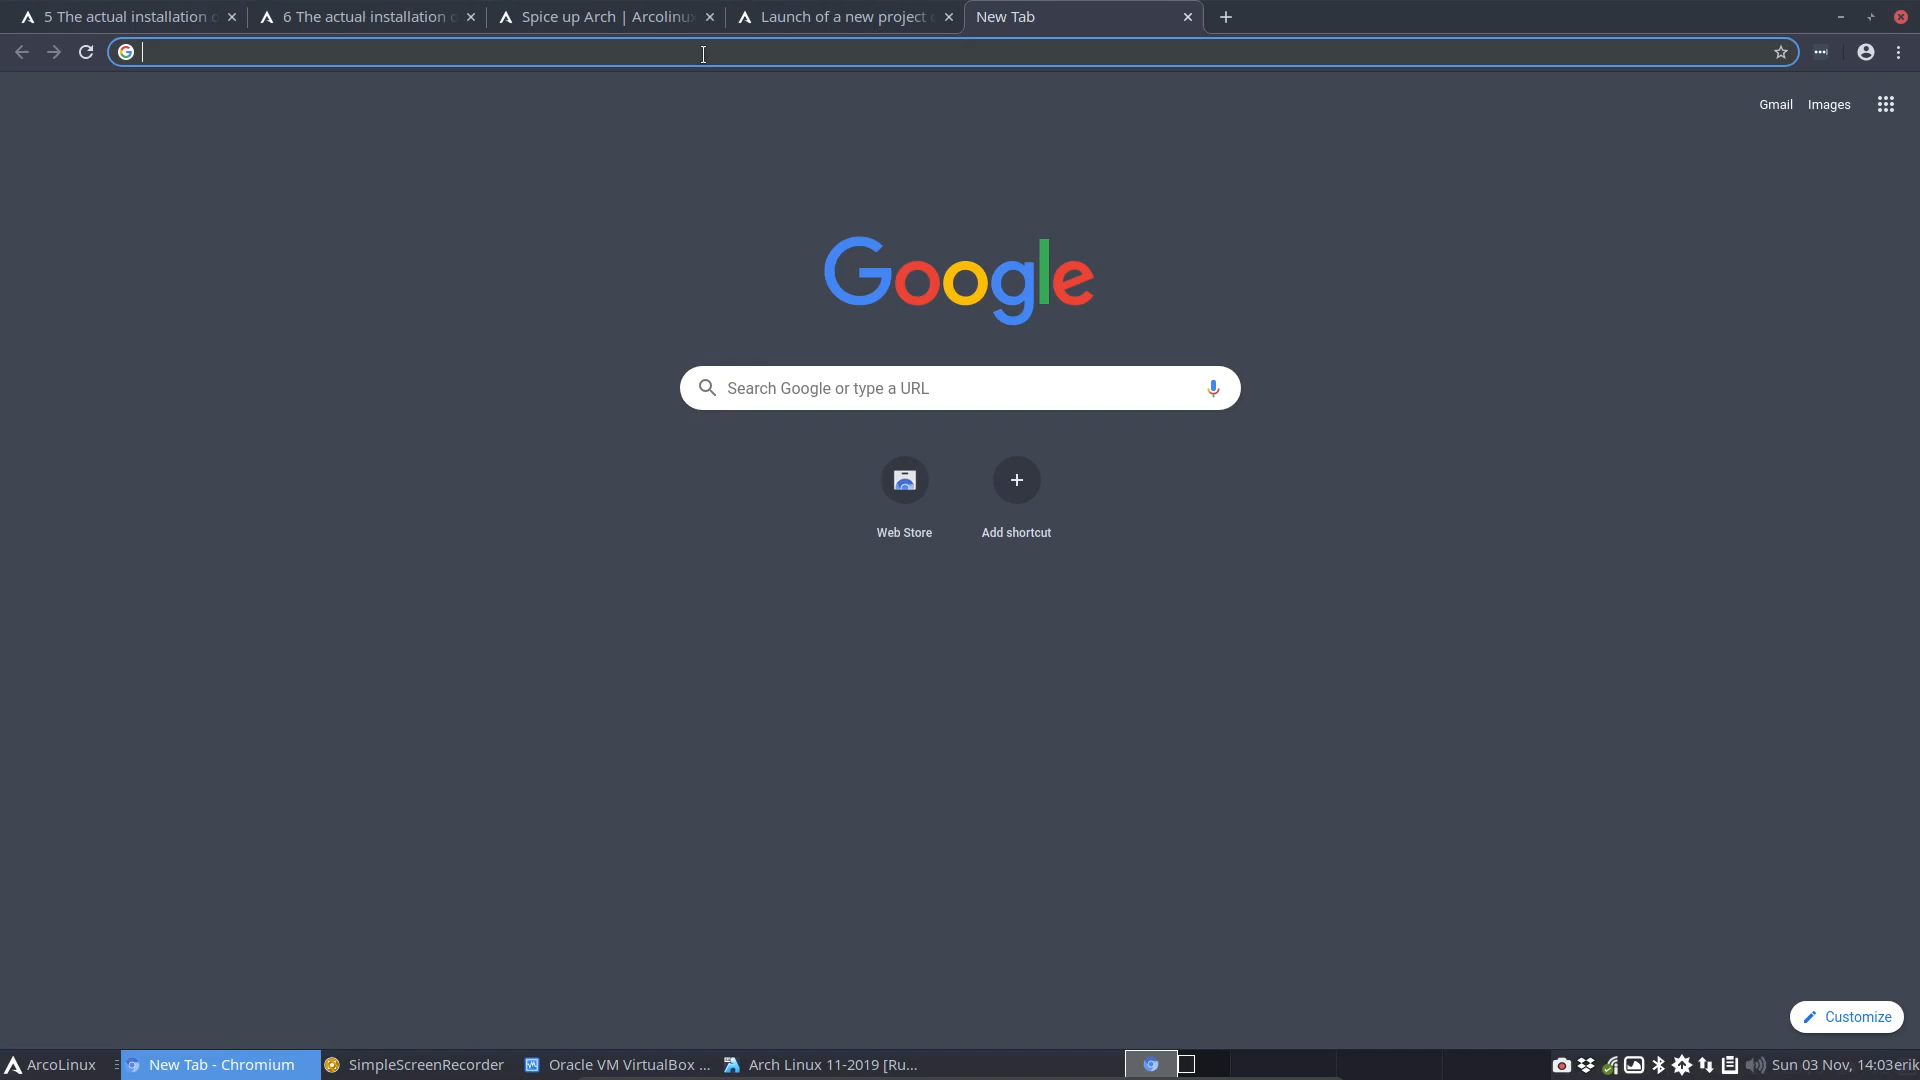 5 The actual installation o
6 The actual installation o
Spice up Arch | Arcolinux
Launch of a new project o
New Tab
Gmail
Images
Google
Search Google or type a URL
Web Store
Add shortcut
Customize
ArcoLinux
New Tab - Chromium
SimpleScreenRecorder
Oracle VM VirtualBox ...
Arch Linux 11-2019 [Ru...
Sun 03 Nov, 14:03erik